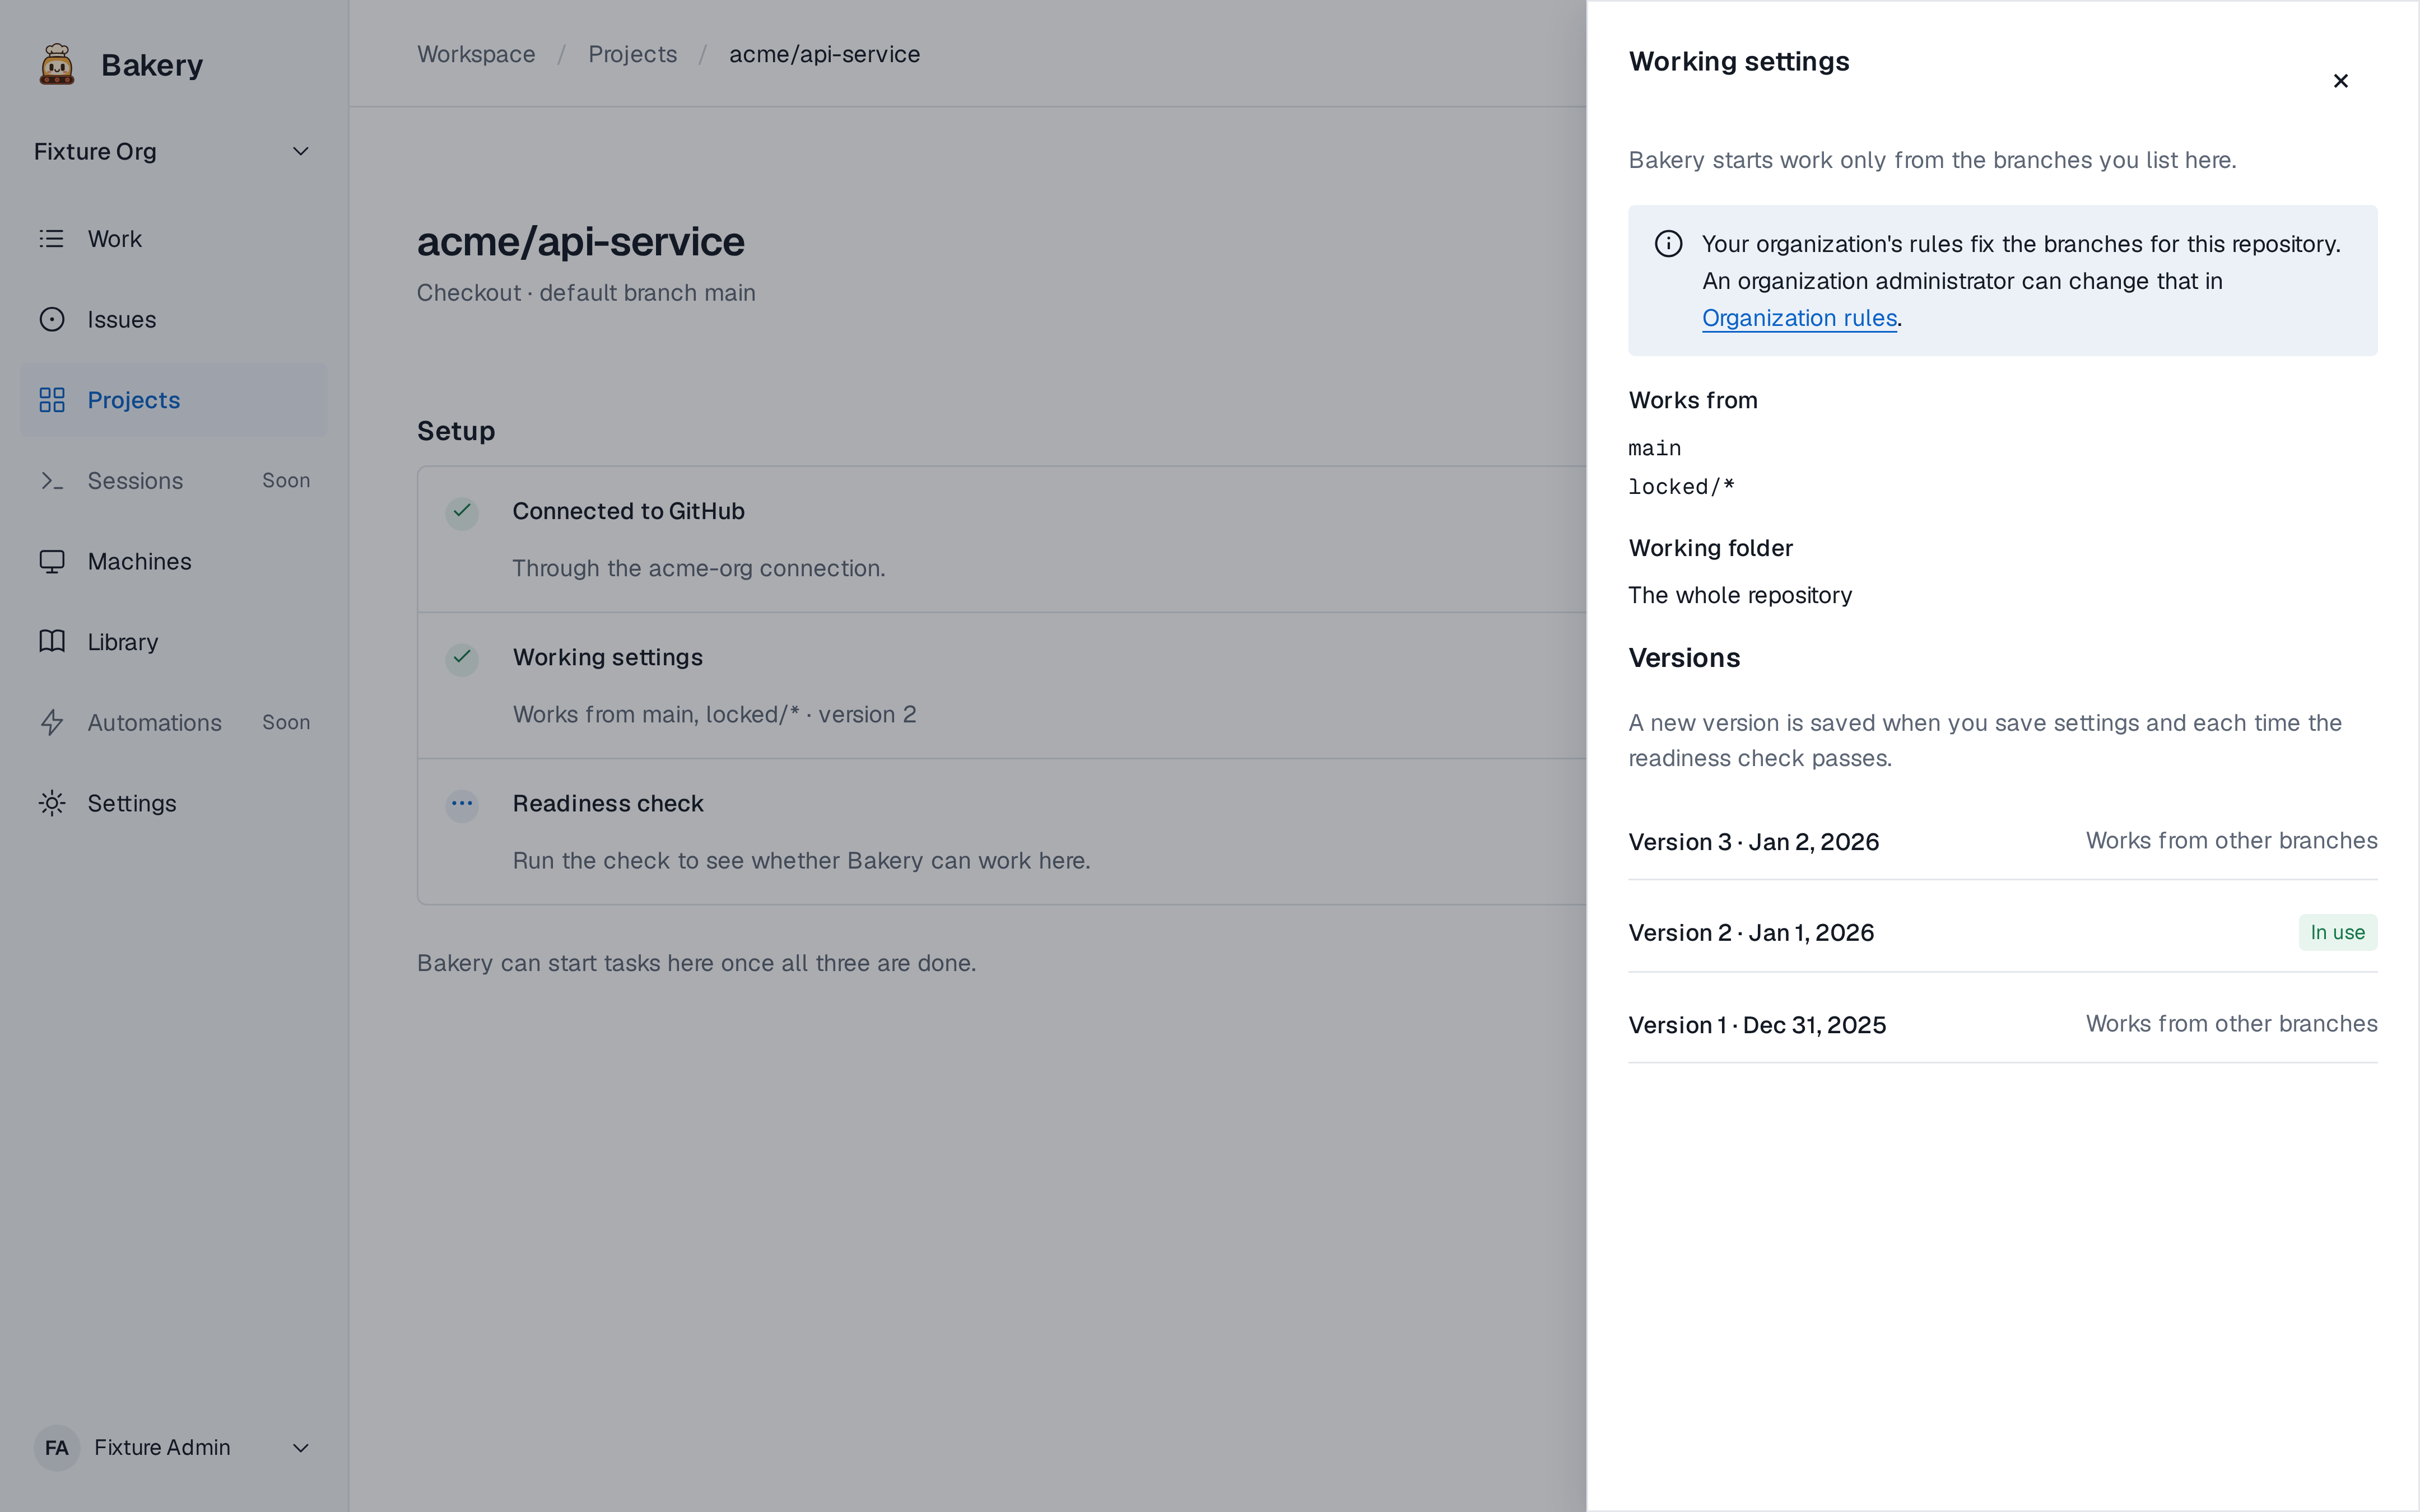 Bakery
Fixture Org
Work
Issues
Projects
Sessions Soon
Machines
Library
Automations Soon
Settings
FA Fixture Admin
Workspace / Projects / acme/api-service
acme/api-service
Checkout · default branch main
Setup
Connected to GitHub
Through the acme-org connection.
Working settings
Works from main, locked/* · version 2
Readiness check
Run the check to see whether Bakery can work here.
Bakery can start tasks here once all three are done.
Working settings
Bakery starts work only from the branches you list here.
Your organization's rules fix the branches for this repository.
An organization administrator can change that in
Organization rules.
Works from
main
locked/*
Working folder
The whole repository
Versions
A new version is saved when you save settings and each time the
readiness check passes.
Version 3 · Jan 2, 2026 Works from other branches
Version 2 · Jan 1, 2026 In use
Version 1 · Dec 31, 2025 Works from other branches